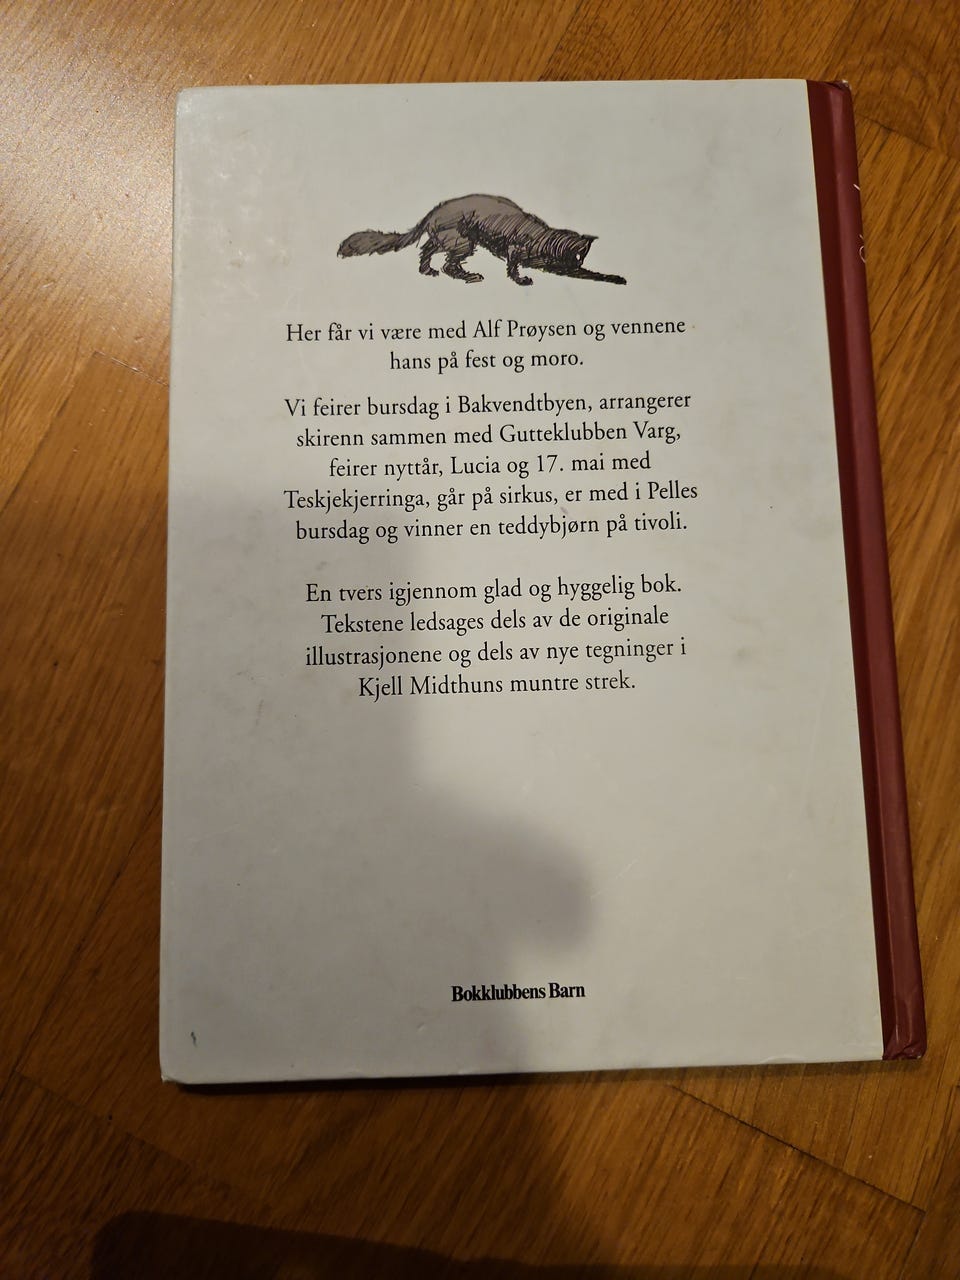 Her får vi være med Alf Prøysen og vennene
hans på fest og moro.
Vi feirer bursdag i Bakvendtbyen, arrangerer
skirenn sammen med Gutteklubben Varg,
feirer nyttår, Lucia og 17. mai med
Teskjekjerringa, går på sirkus, er med i Pelles
bursdag og vinner en teddybjørn på tivoli.
En tvers igjennom glad og hyggelig bok.
Tekstene ledsages dels av de originale
illustrasjonene og dels av nye tegninger i
Kjell Midthuns muntre strek.
Bokklubbens Barn